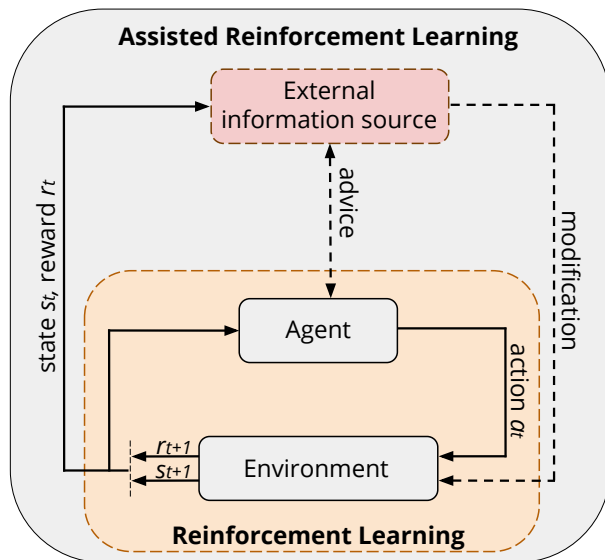 Assisted Reinforcement Learning
External
information source
advice
state st, reward rt
modification
Agent
action at
rt+1
st+1
Environment
Reinforcement Learning